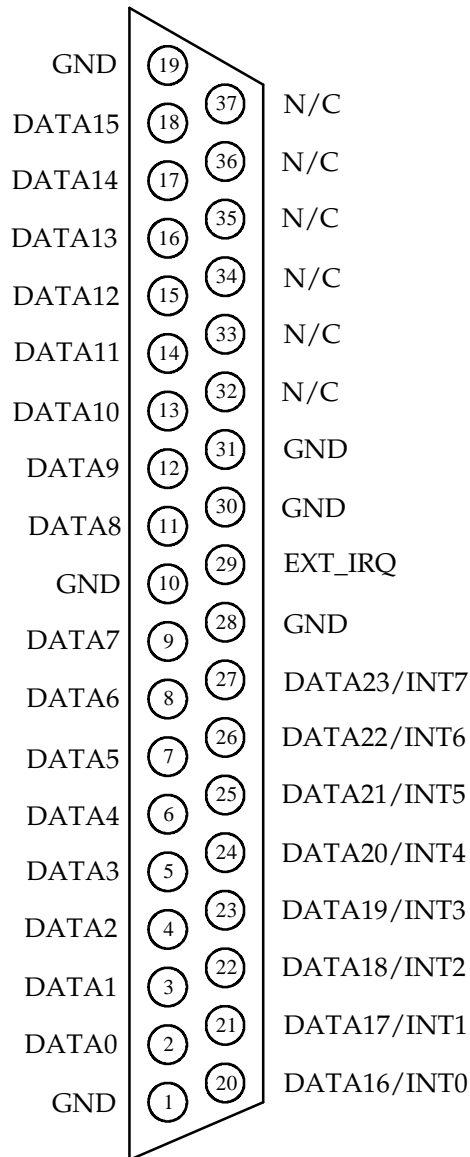 GND 19
37 N/C
DATA15 18
36 N/C
DATA14 17
35 N/C
DATA13 16
34 N/C
DATA12 15
33 N/C
DATA11 14
32 N/C
DATA10 13
31 GND
DATA9 12
30 GND
DATA8 11
29 EXT_IRQ
GND 10
28 GND
DATA7 9
27 DATA23/INT7
DATA6 8
26 DATA22/INT6
DATA5 7
25 DATA21/INT5
DATA4 6
24 DATA20/INT4
DATA3 5
23 DATA19/INT3
DATA2 4
22 DATA18/INT2
DATA1 3
21 DATA17/INT1
DATA0 2
20 DATA16/INT0
GND 1